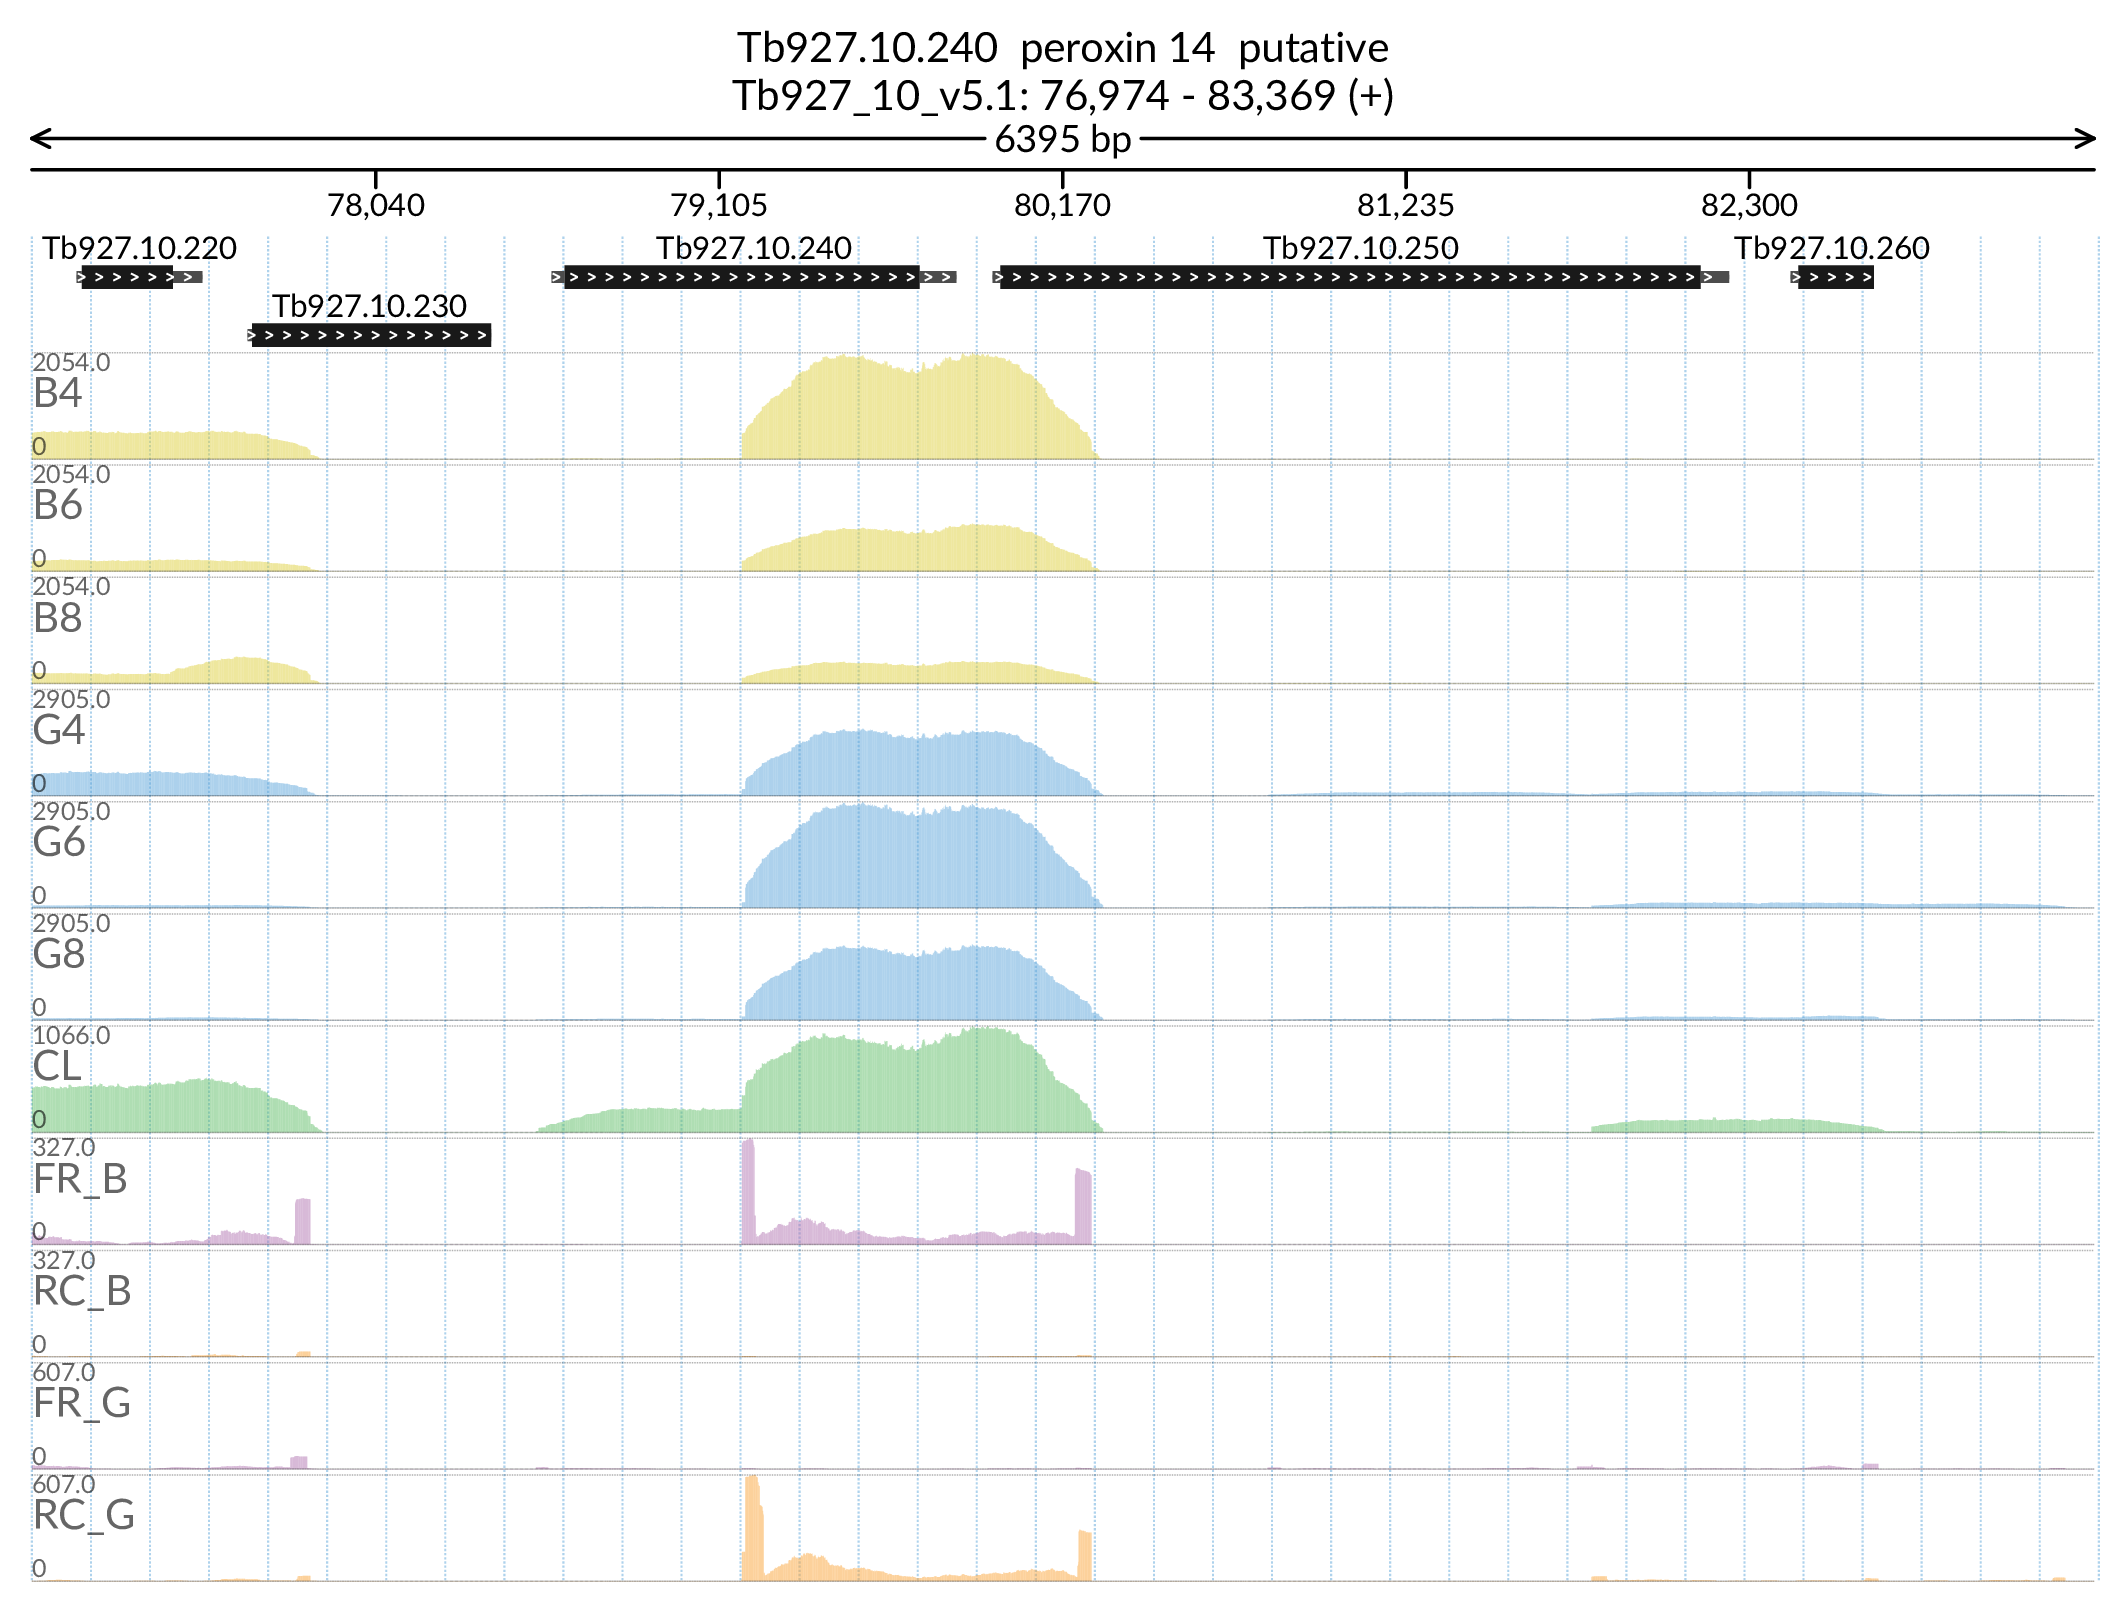 Tb927.10.240 peroxin 14 putative
Tb927_10_v5.1: 76,974 - 83,369 (+)
6395 bp
78,040 79,105 80,170 81,235 82,300
Tb927.10.220 Tb927.10.240 Tb927.10.250 Tb927.10.260
Tb927.10.230
2054.0
B4
0
2054.0
B6
0
2054.0
B8
0
2905.0
G4
0
2905.0
G6
0
2905.0
G8
0
1066.0
CL
0
327.0
FR_B
0
327.0
RC_B
0
607.0
FR_G
0
607.0
RC_G
0